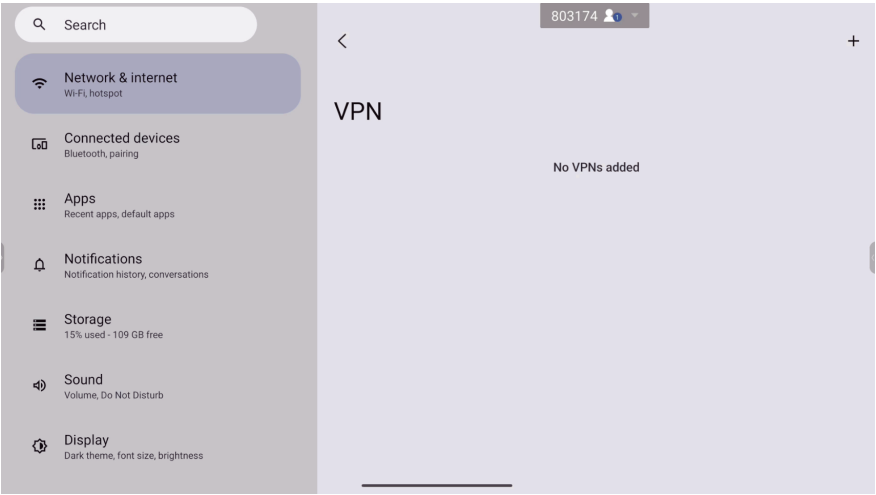 Search
Network & internet
Wi-Fi, hotspot
Connected devices
Bluetooth, pairing
Apps
Recent apps, default apps
Notifications
Notification history, conversations
Storage
15% used - 109 GB free
Sound
Volume, Do Not Disturb
Display
Dark theme, font size, brightness
803174 1
VPN
No VPNs added